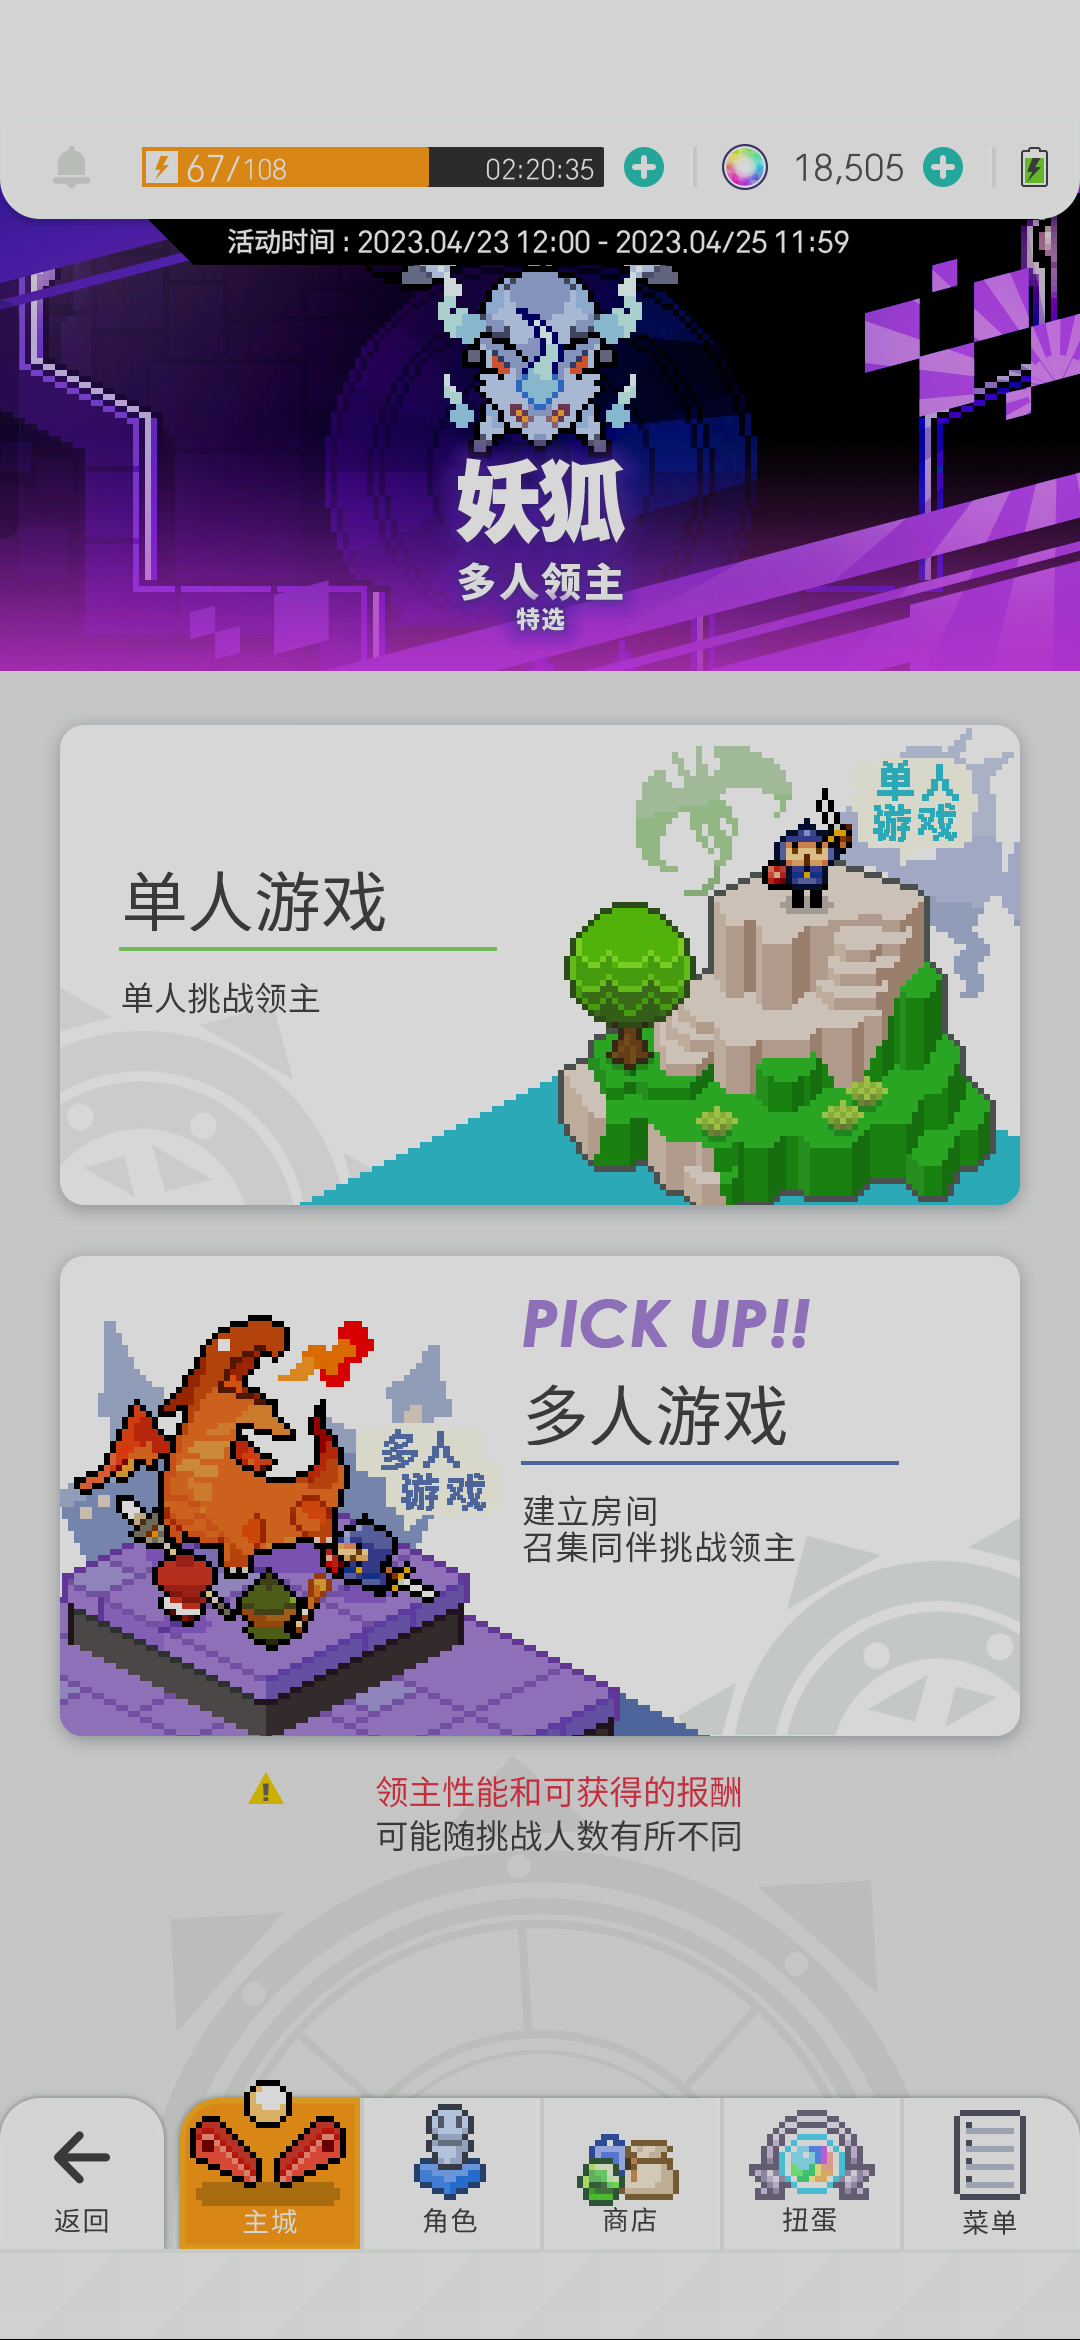 67/108
02:20:35
18,505
活动时间 : 2023.04/23 12:00 - 2023.04/25 11:59
妖狐
多人领主
特选
单人
游戏
单人游戏
单人挑战领主
PICK UP!!
多人游戏
多人
游戏
建立房间
召集同伴挑战领主
领主性能和可获得的报酬
可能随挑战人数有所不同
返回
主城
角色
商店
扭蛋
菜单